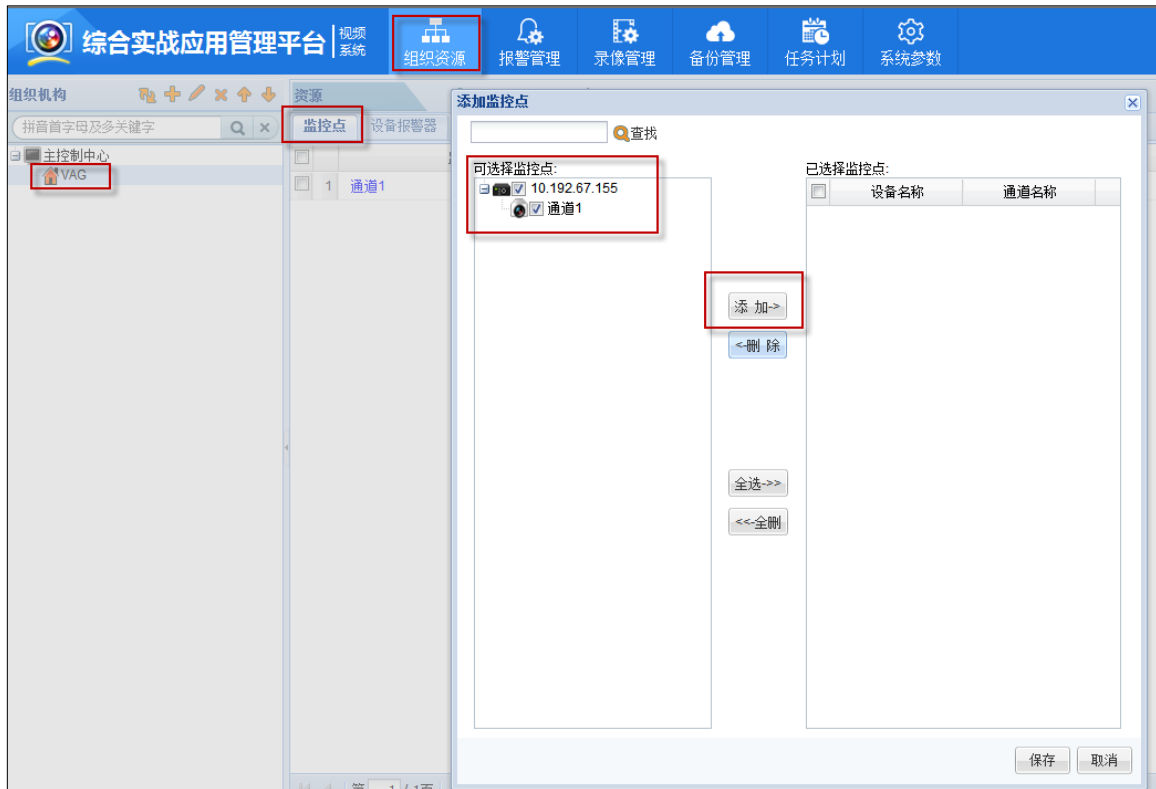 综合实战应用管理平台 视频系统
组织资源
报警管理
录像管理
备份管理
任务计划
系统参数
组织机构
拼音首字母及多关键字
主控制中心
VAG
资源
监控点
设备报警器
1 通道1
添加监控点
查找
可选择监控点:
10.192.67.155
通道1
添 加->
<-删 除
全选->>
<<-全删
已选择监控点:
设备名称
通道名称
保存
取消
第 1 / 1页